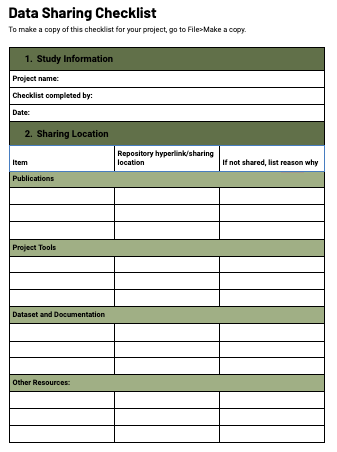 Data Sharing Checklist
To make a copy of this checklist for your project, go to File>Make a copy.
1. Study Information
Project name:
Checklist completed by:
Date:
2. Sharing Location
Item
Repository hyperlink/sharing
location
If not shared, list reason why
Publications
Project Tools
Dataset and Documentation
Other Resources: